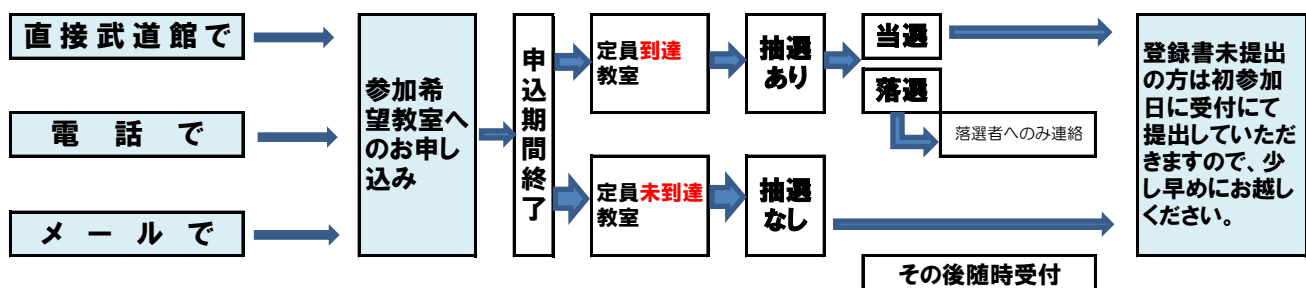 直接武道館で
電話で
メールで
参加希
望教室へ
のお申し
込み
申込期間終了
定員到達
教室
抽選
あり
当選
落選
落選者へのみ連絡
定員未到達
教室
抽選
なし
その後随時受付
登録書未提出
の方は初参加
日に受付にて
提出していただ
きますので、少
し早めにお越し
ください。